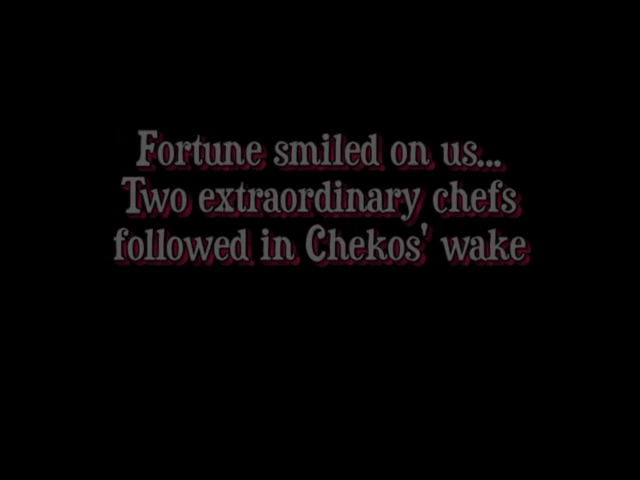 Fortune smiled on us...
Two extraordinary chefs
followed in Chekos' wake